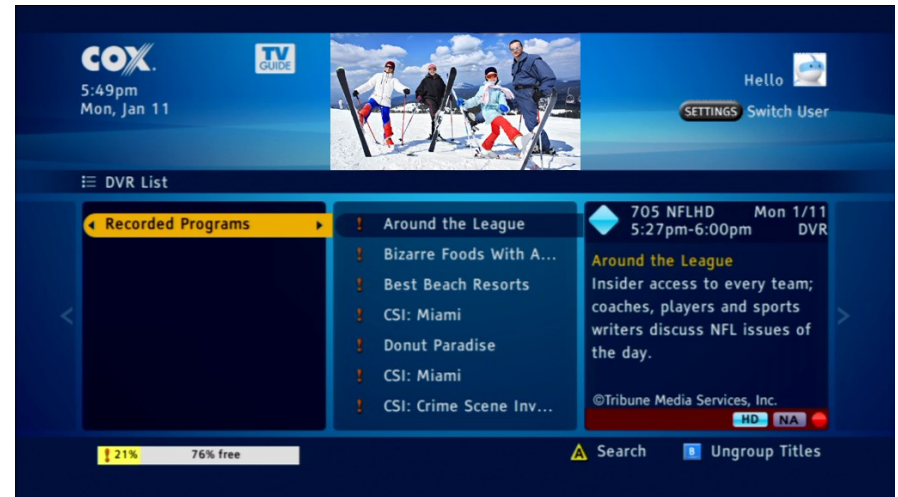 COX.
TV
GUIDE
5:49pm
Mon, Jan 11
Hello
SETTINGS Switch User
DVR List
Recorded Programs
! Around the League
! Bizarre Foods With A...
! Best Beach Resorts
! CSI: Miami
! Donut Paradise
! CSI: Miami
! CSI: Crime Scene Inv...
705 NFLHD Mon 1/11
5:27pm-6:00pm DVR
Around the League
Insider access to every team;
coaches, players and sports
writers discuss NFL issues of
the day.
©Tribune Media Services, Inc.
HD NA
! 21% 76% free
A Search B Ungroup Titles